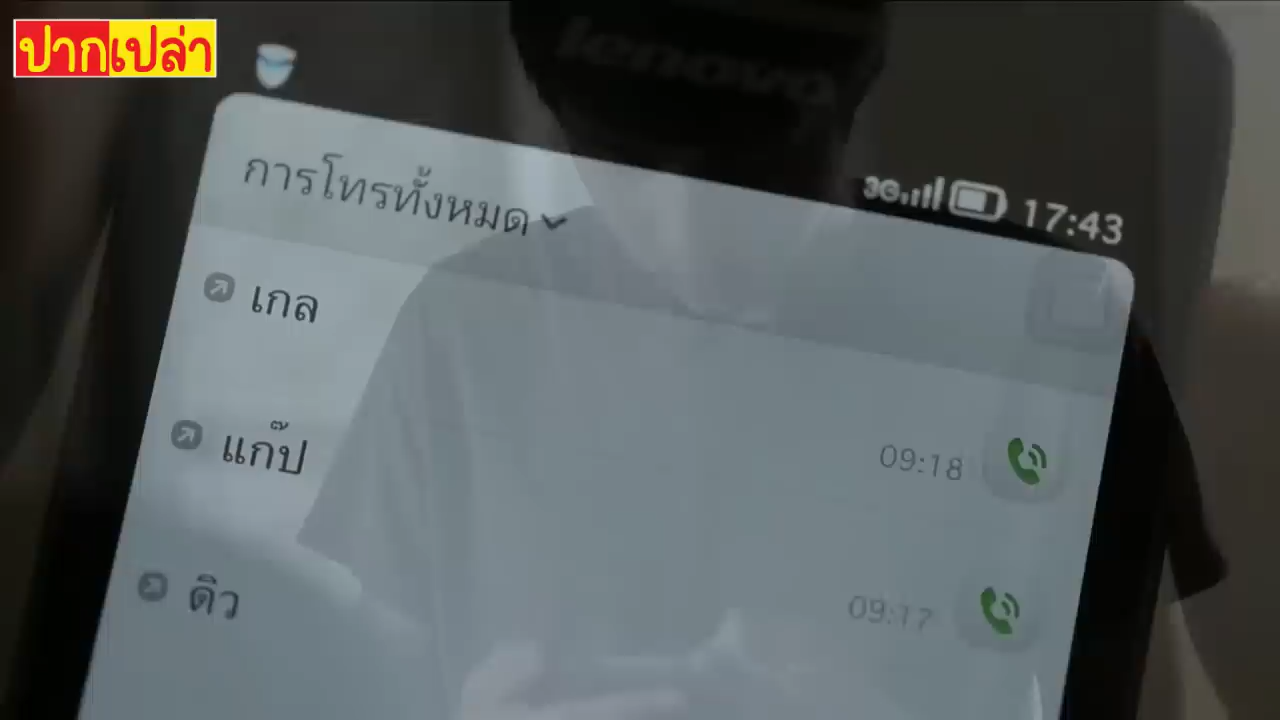 ปากเปล่า
lenovo
3G
17:43
การโทรทั้งหมด
เกล
แก๊ป
09:18
ดิว
09:17